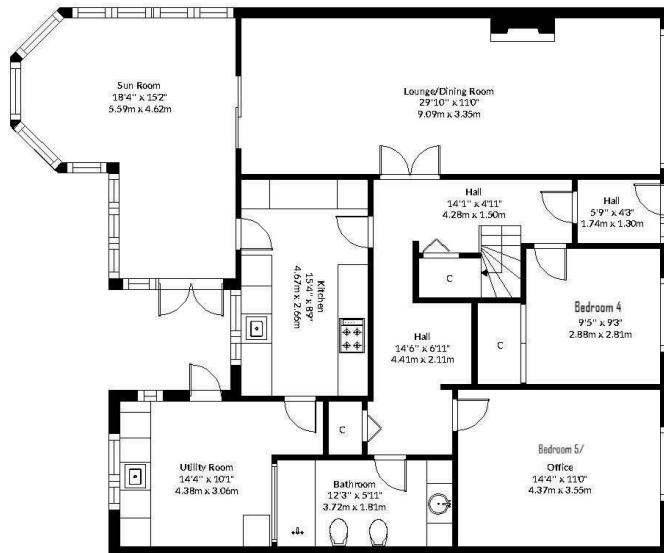 Sun Room
18'4" x 15'2"
5.59m x 4.62m
Lounge/Dining Room
29'10" x 11'0"
9.09m x 3.35m
Hall
14'1" x 4'11"
4.28m x 1.50m
Hall
5'9" x 4'3"
1.74m x 1.30m
Kitchen
15'4" x 8'9"
4.67m x 2.66m
C
Bedroom 4
9'5" x 9'3"
2.88m x 2.81m
Hall
14'6" x 6'11"
4.41m x 2.11m
C
C
Bedroom 5/
Office
14'4" x 11'0"
4.37m x 3.55m
Utility Room
14'4" x 10'1"
4.38m x 3.06m
Bathroom
12'3" x 5'11"
3.72m x 1.81m